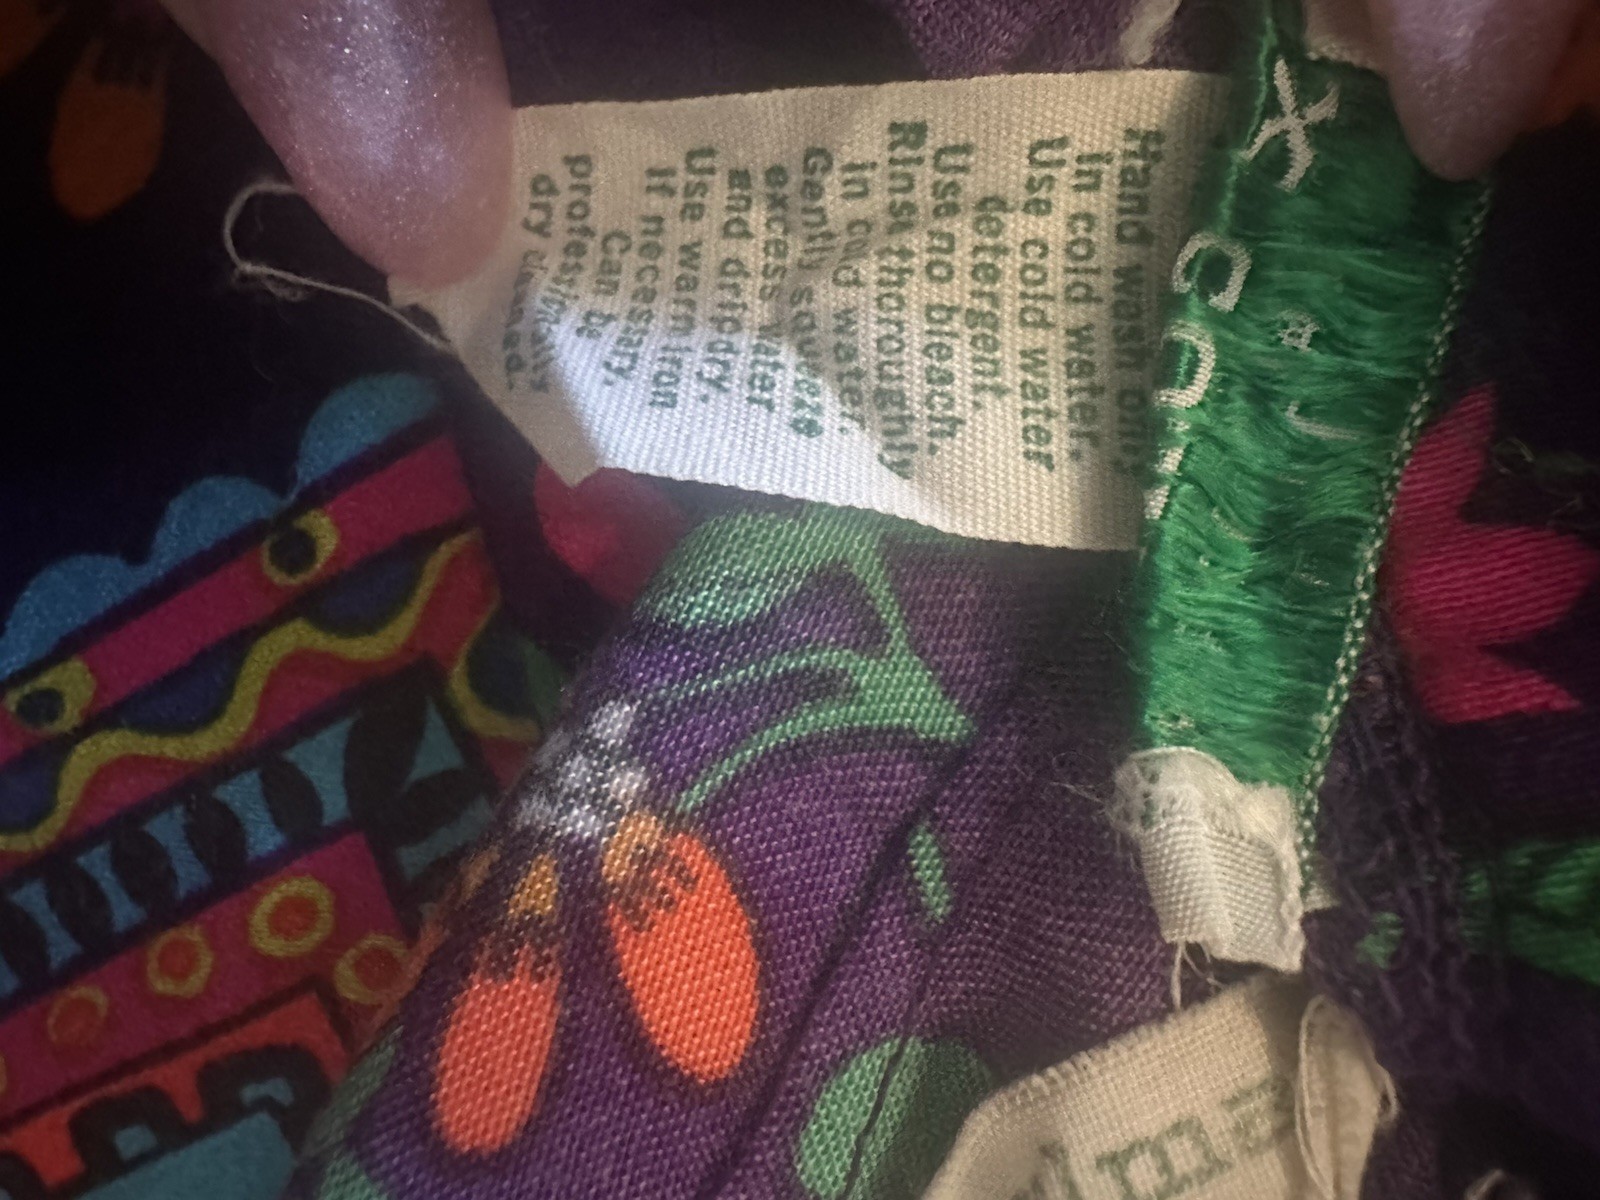 Hand wash only
in cold water.
Use cold water
detergent.
Use no bleach.
Rinse thoroughly
in cold water.
Gently squeeze
excess water
and drip dry.
Use warm iron
if necessary.
Can be
professionally
dry cleaned.